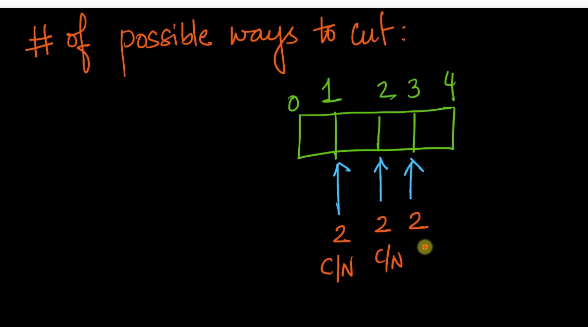 # of possible ways to cut:
0 1 2 3 4
2 2 2
C/N C/N